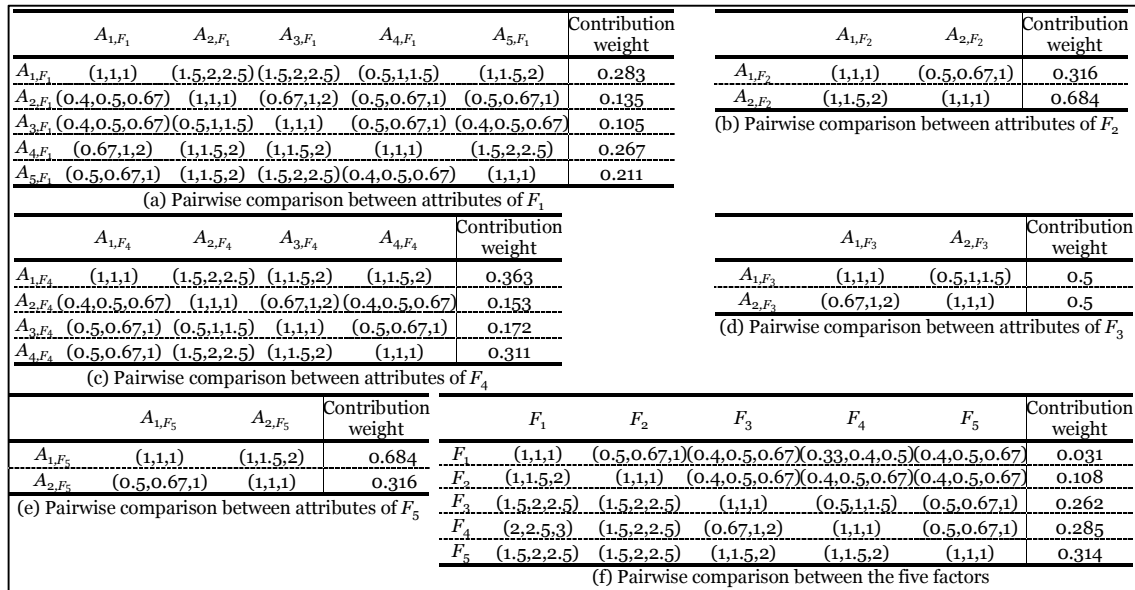 A1,F1 A2,F1 A3,F1 A4,F1 A5,F1 Contribution weight
A1,F1 (1,1,1) (1.5,2,2.5) (1.5,2,2.5) (0.5,1,1.5) (1,1.5,2) 0.283
A2,F1 (0.4,0.5,0.67) (1,1,1) (0.67,1,2) (0.5,0.67,1) (0.5,0.67,1) 0.135
A3,F1 (0.4,0.5,0.67) (0.5,1,1.5) (1,1,1) (0.5,0.67,1) (0.4,0.5,0.67) 0.105
A4,F1 (0.67,1,2) (1,1.5,2) (1,1.5,2) (1,1,1) (1.5,2,2.5) 0.267
A5,F1 (0.5,0.67,1) (1,1.5,2) (1.5,2,2.5) (0.4,0.5,0.67) (1,1,1) 0.211
(a) Pairwise comparison between attributes of F1
A1,F2 A2,F2 Contribution weight
A1,F2 (1,1,1) (0.5,0.67,1) 0.316
A2,F2 (1,1.5,2) (1,1,1) 0.684
(b) Pairwise comparison between attributes of F2
A1,F4 A2,F4 A3,F4 A4,F4 Contribution weight
A1,F4 (1,1,1) (1.5,2,2.5) (1,1.5,2) (1,1.5,2) 0.363
A2,F4 (0.4,0.5,0.67) (1,1,1) (0.67,1,2) (0.4,0.5,0.67) 0.153
A3,F4 (0.5,0.67,1) (0.5,1,1.5) (1,1,1) (0.5,0.67,1) 0.172
A4,F4 (0.5,0.67,1) (1.5,2,2.5) (1,1.5,2) (1,1,1) 0.311
(c) Pairwise comparison between attributes of F4
A1,F3 A2,F3 Contribution weight
A1,F3 (1,1,1) (0.5,1,1.5) 0.5
A2,F3 (0.67,1,2) (1,1,1) 0.5
(d) Pairwise comparison between attributes of F3
A1,F5 A2,F5 Contribution weight
A1,F5 (1,1,1) (1,1.5,2) 0.684
A2,F5 (0.5,0.67,1) (1,1,1) 0.316
(e) Pairwise comparison between attributes of F5
F1 F2 F3 F4 F5 Contribution weight
F1 (1,1,1) (0.5,0.67,1) (0.4,0.5,0.67) (0.33,0.4,0.5) (0.4,0.5,0.67) 0.031
F2 (1,1.5,2) (1,1,1) (0.4,0.5,0.67) (0.4,0.5,0.67) (0.4,0.5,0.67) 0.108
F3 (1.5,2,2.5) (1.5,2,2.5) (1,1,1) (0.5,1,1.5) (0.5,0.67,1) 0.262
F4 (2,2.5,3) (1.5,2,2.5) (0.67,1,2) (1,1,1) (0.5,0.67,1) 0.285
F5 (1.5,2,2.5) (1.5,2,2.5) (1,1.5,2) (1,1.5,2) (1,1,1) 0.314
(f) Pairwise comparison between the five factors